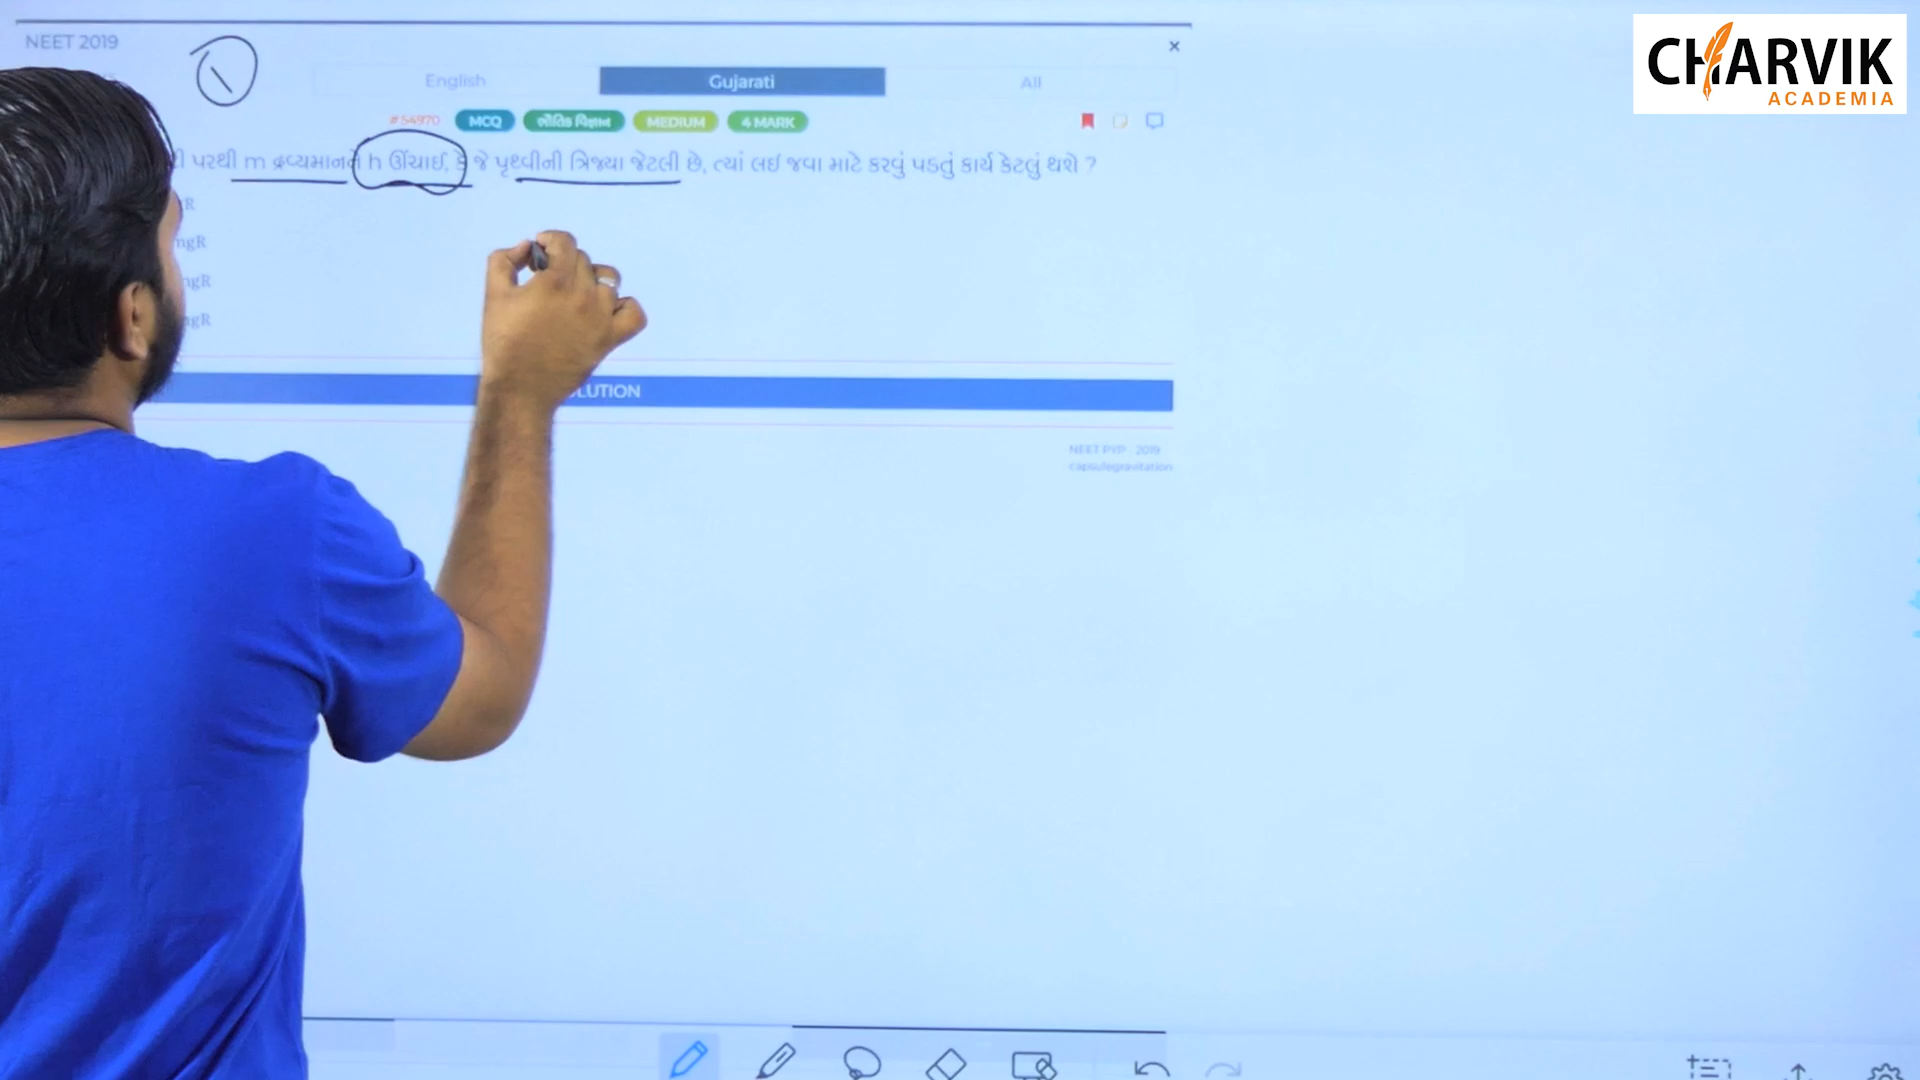 NEET 2019
CHARVIK
ACADEMIA
English Gujarati All
#54970 MCQ ભૌતિક વિજ્ઞાન MEDIUM 4 MARK
પરથી m દ્રવ્યમાનને h ઊંચાઈ, કે જે પૃથ્વીની ત્રિજ્યા જેટલી છે, ત્યાં લઈ જવા માટે કરવું પડતું કાર્ય કેટલું થશે ?
R
mgR
ngR
LUTION
NEET PYP - 2019
capsulegravitation